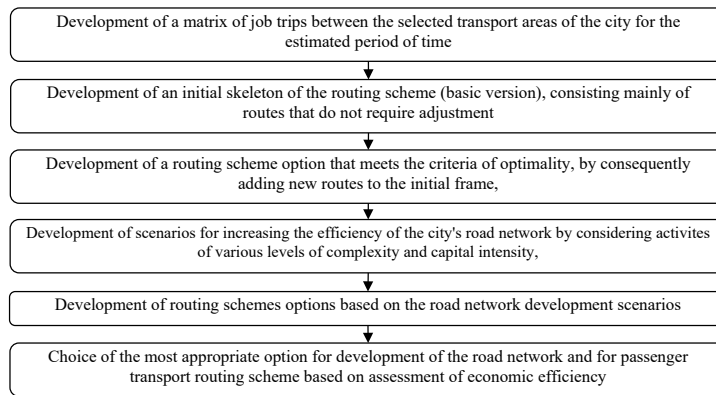 Development of a matrix of job trips between the selected transport areas of the city for the
estimated period of time
Development of an initial skeleton of the routing scheme (basic version), consisting mainly of
routes that do not require adjustment
Development of a routing scheme option that meets the criteria of optimality, by consequently
adding new routes to the initial frame,
Development of scenarios for increasing the efficiency of the city's road network by considering activites
of various levels of complexity and capital intensity,
Development of routing schemes options based on the road network development scenarios
Choice of the most appropriate option for development of the road network and for passenger
transport routing scheme based on assessment of economic efficiency